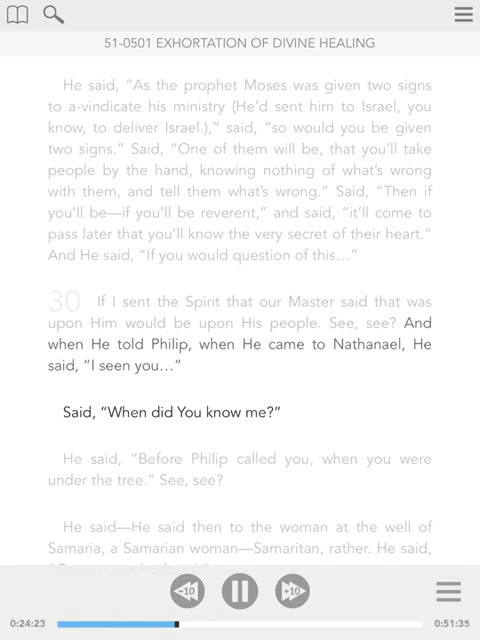 51-0501 EXHORTATION OF DIVINE HEALING
He said, “As the prophet Moses was given two signs
to a-vindicate his ministry (He’d sent him to Israel, you
know, to deliver Israel.),” said, “so would you be given
two signs.” Said, “One of them will be, that you’ll take
people by the hand, knowing nothing of what’s wrong
with them, and tell them what’s wrong.” Said, “Then if
you’ll be—if you’ll be reverent,” and said, “it’ll come to
pass later that you’ll know the very secret of their heart.”
And He said, “If you would question of this…”
30 If I sent the Spirit that our Master said that was
upon Him would be upon His people. See, see? And
when He told Philip, when He came to Nathanael, He
said, “I seen you…”
Said, “When did You know me?”
He said, “Before Philip called you, when you were
under the tree.” See, see?
He said—He said then to the woman at the well of
Samaria, a Samarian woman—Samaritan, rather. He said,
-10
+10
0:24:23
0:51:35